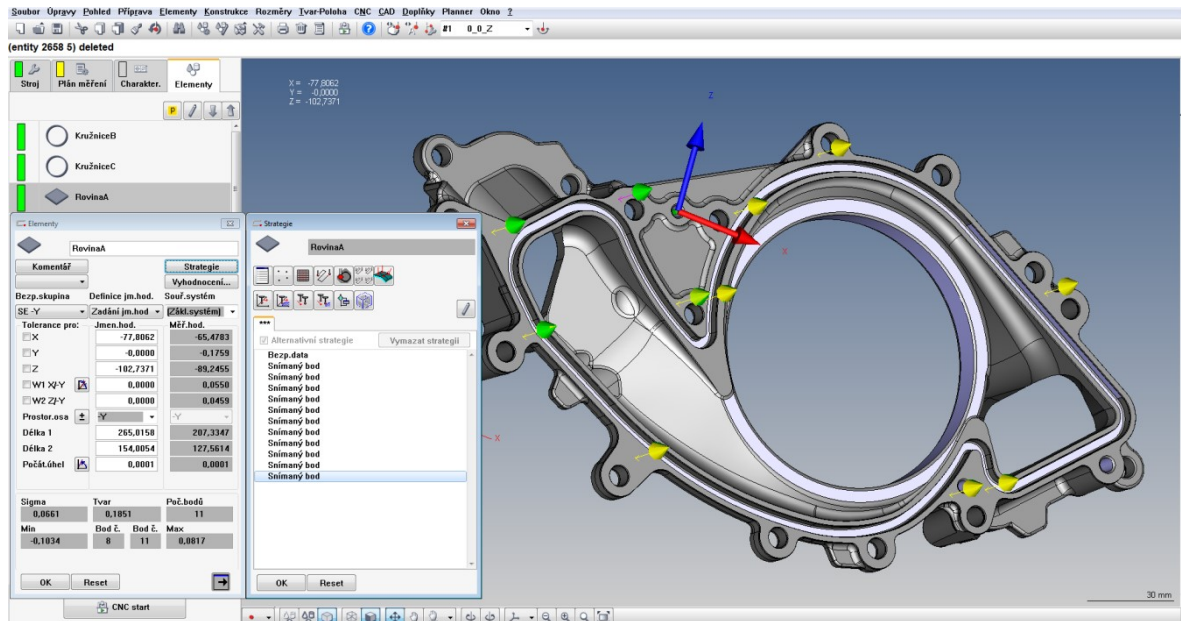 Soubor Úpravy Pohled Příprava Elementy Konstrukce Rozměry Tvar-Poloha CNC CAD Doplňky Planner Okno ?
#1 0_0_Z
(entity 2658 5) deleted
Stroj Plán měření Charakter. Elementy
P
KružniceB
KružniceC
RovinaA
X = -77,8062
Y = -0,0000
Z = -102,7371
Z
X
X
30 mm
Elementy
RovinaA
Komentář Strategie
Vyhodnocení...
Bezp.skupina Definice jm.hod. Souř.systém
SE -Y Zadání jm.hod [Zákl.systém]
Tolerance pro: Jmen.hod. Měř.hod.
X -77,8062 -65,4783
Y -0,0000 -0,1759
Z -102,7371 -89,2455
W1 X/-Y 0,0000 0,0550
W2 Z/-Y 0,0000 0,0459
Prostor.osa ± -Y -Y
Délka 1 265,0158 207,3347
Délka 2 154,0054 127,5614
Počát.úhel 0,0001 0,0001
Sigma Tvar Poč.bodů
0,0661 0,1851 11
Min Bod č. Bod č. Max
-0,1034 8 11 0,0817
OK Reset
CNC start
Strategie
RovinaA
***
Alternativní strategie Vymazat strategii
Bezp.data
Snímaný bod
Snímaný bod
Snímaný bod
Snímaný bod
Snímaný bod
Snímaný bod
Snímaný bod
Snímaný bod
Snímaný bod
Snímaný bod
Snímaný bod
OK Reset